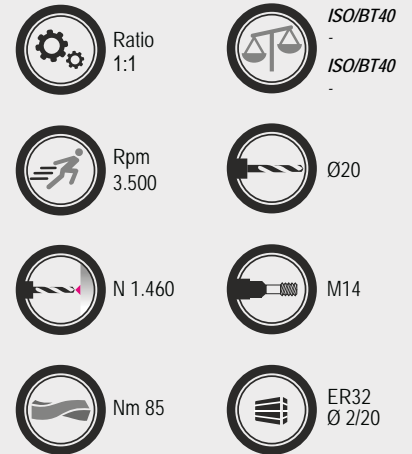 Ratio
1:1
ISO/BT40
-
ISO/BT40
-
Rpm
3.500
Ø20
N 1.460
M14
Nm 85
ER32
Ø 2/20